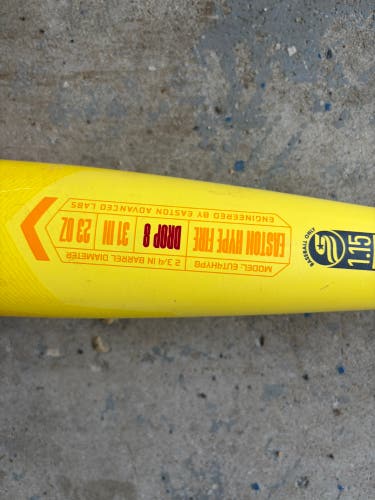 MODEL: EUT4HYP8
2 3/4 IN BARREL DIAMETER
EASTON HYPE FIRE
DROP 8
31 IN
23 OZ
ENGINEERED BY EASTON ADVANCED LABS
BASEBALL ONLY
1.15